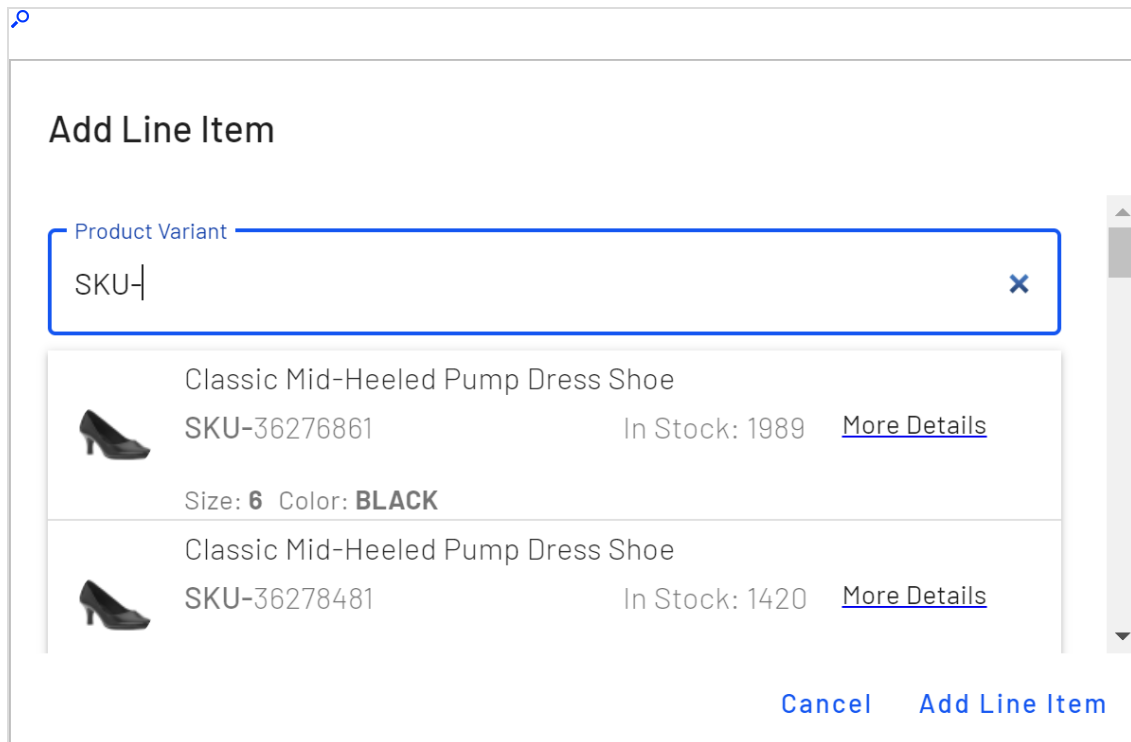 Add Line Item
Product Variant
SKU-
Classic Mid-Heeled Pump Dress Shoe
SKU-36276861 In Stock: 1989 More Details
Size: 6 Color: BLACK
Classic Mid-Heeled Pump Dress Shoe
SKU-36278481 In Stock: 1420 More Details
Cancel Add Line Item